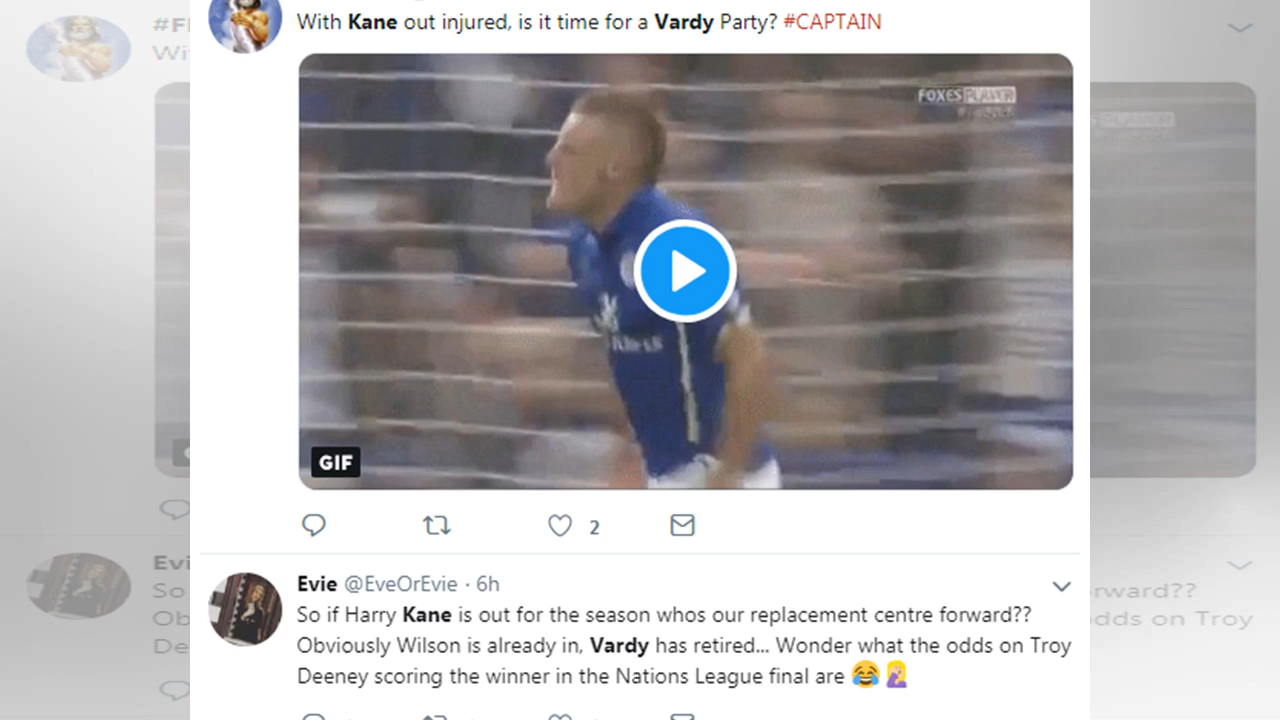 With Kane out injured, is it time for a Vardy Party? #CAPTAIN
FOXES PLAYER
GIF
2
Evie @EveOrEvie · 6h
So if Harry Kane is out for the season whos our replacement centre forward??
Obviously Wilson is already in, Vardy has retired... Wonder what the odds on Troy
Deeney scoring the winner in the Nations League final are 😂🤦🏼‍♀️